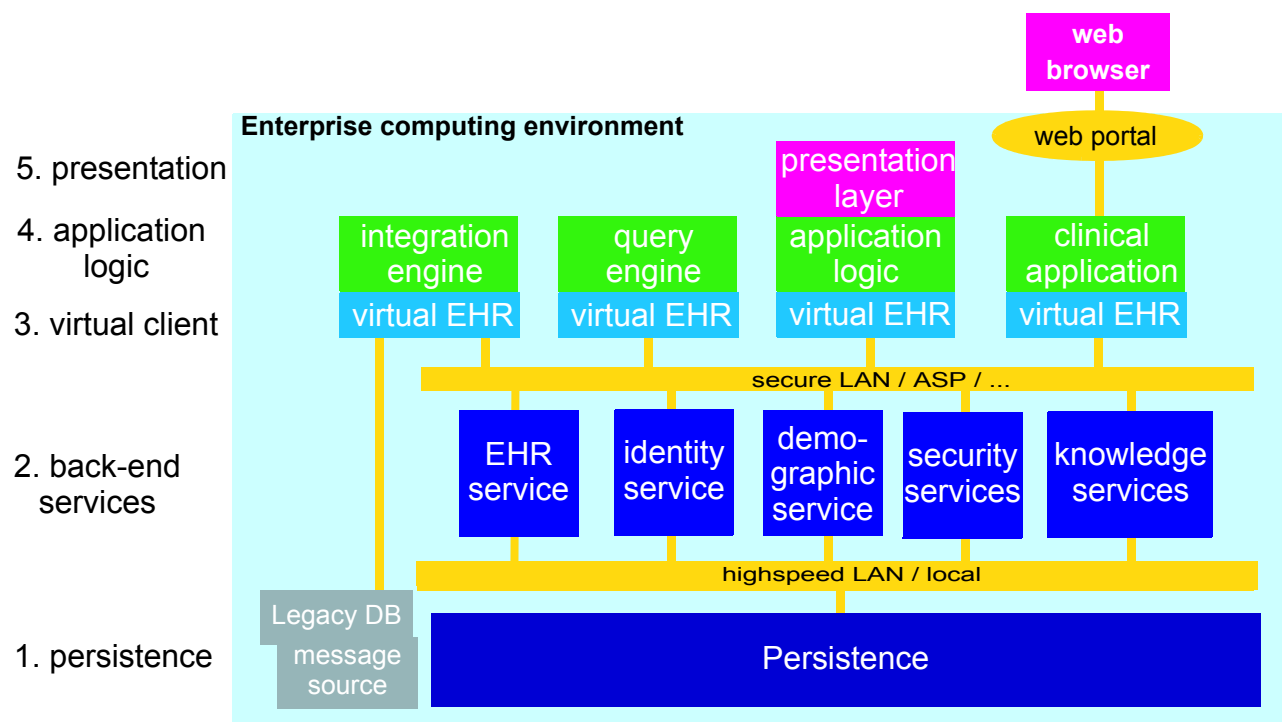 web
browser
Enterprise computing environment
web portal
5. presentation
presentation
layer
4. application
logic
integration
engine
query
engine
application
logic
clinical
application
3. virtual client
virtual EHR
virtual EHR
virtual EHR
virtual EHR
secure LAN / ASP / ...
2. back-end
services
EHR
service
identity
service
demo-
graphic
service
security
services
knowledge
services
highspeed LAN / local
Legacy DB
1. persistence
message
source
Persistence